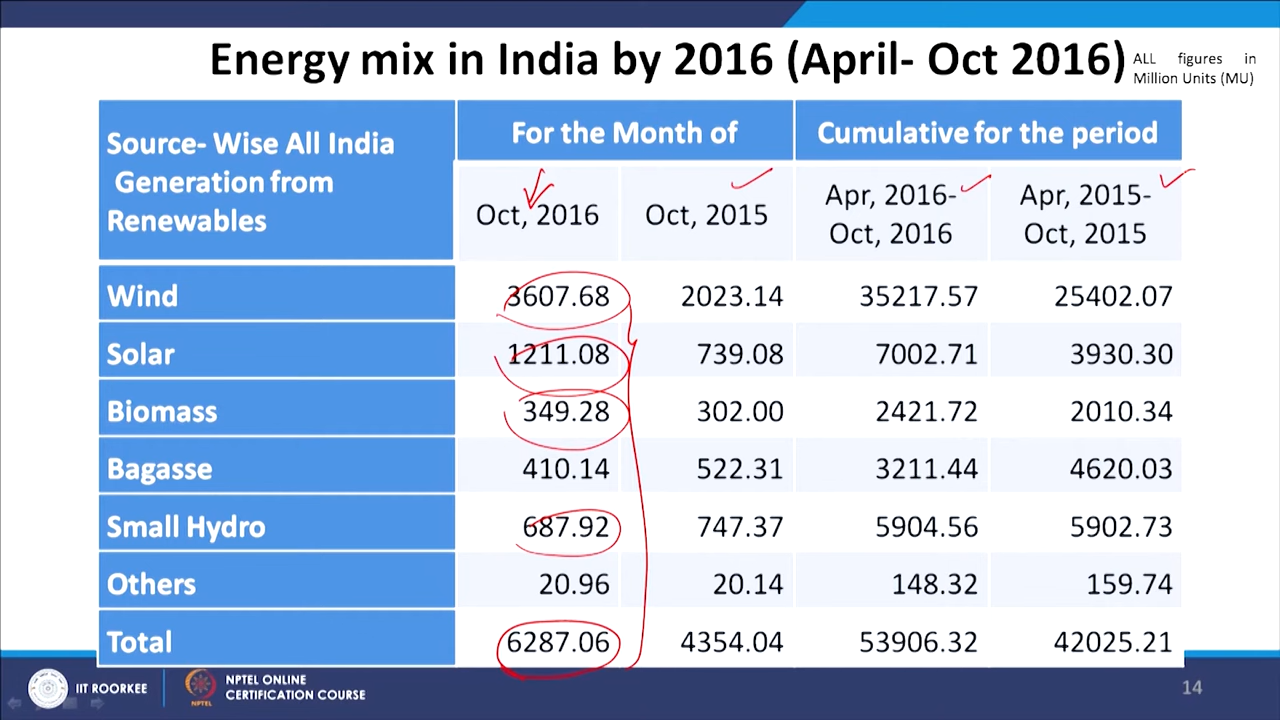 Energy mix in India by 2016 (April- Oct 2016)
ALL figures in
Million Units (MU)
Source- Wise All India
Generation from
Renewables
For the Month of
Cumulative for the period
Oct, 2016
Oct, 2015
Apr, 2016-
Oct, 2016
Apr, 2015-
Oct, 2015
Wind 3607.68 2023.14 35217.57 25402.07
Solar 1211.08 739.08 7002.71 3930.30
Biomass 349.28 302.00 2421.72 2010.34
Bagasse 410.14 522.31 3211.44 4620.03
Small Hydro 687.92 747.37 5904.56 5902.73
Others 20.96 20.14 148.32 159.74
Total 6287.06 4354.04 53906.32 42025.21
IIT ROORKEE
NPTEL
NPTEL ONLINE
CERTIFICATION COURSE
14